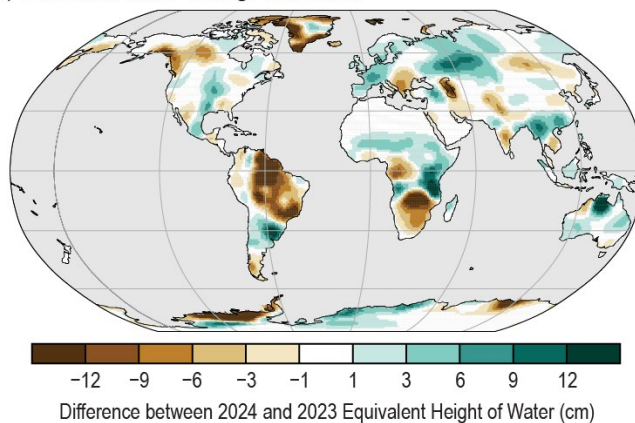 −12 −9 −6 −3 −1 1 3 6 9 12
Difference between 2024 and 2023 Equivalent Height of Water (cm)